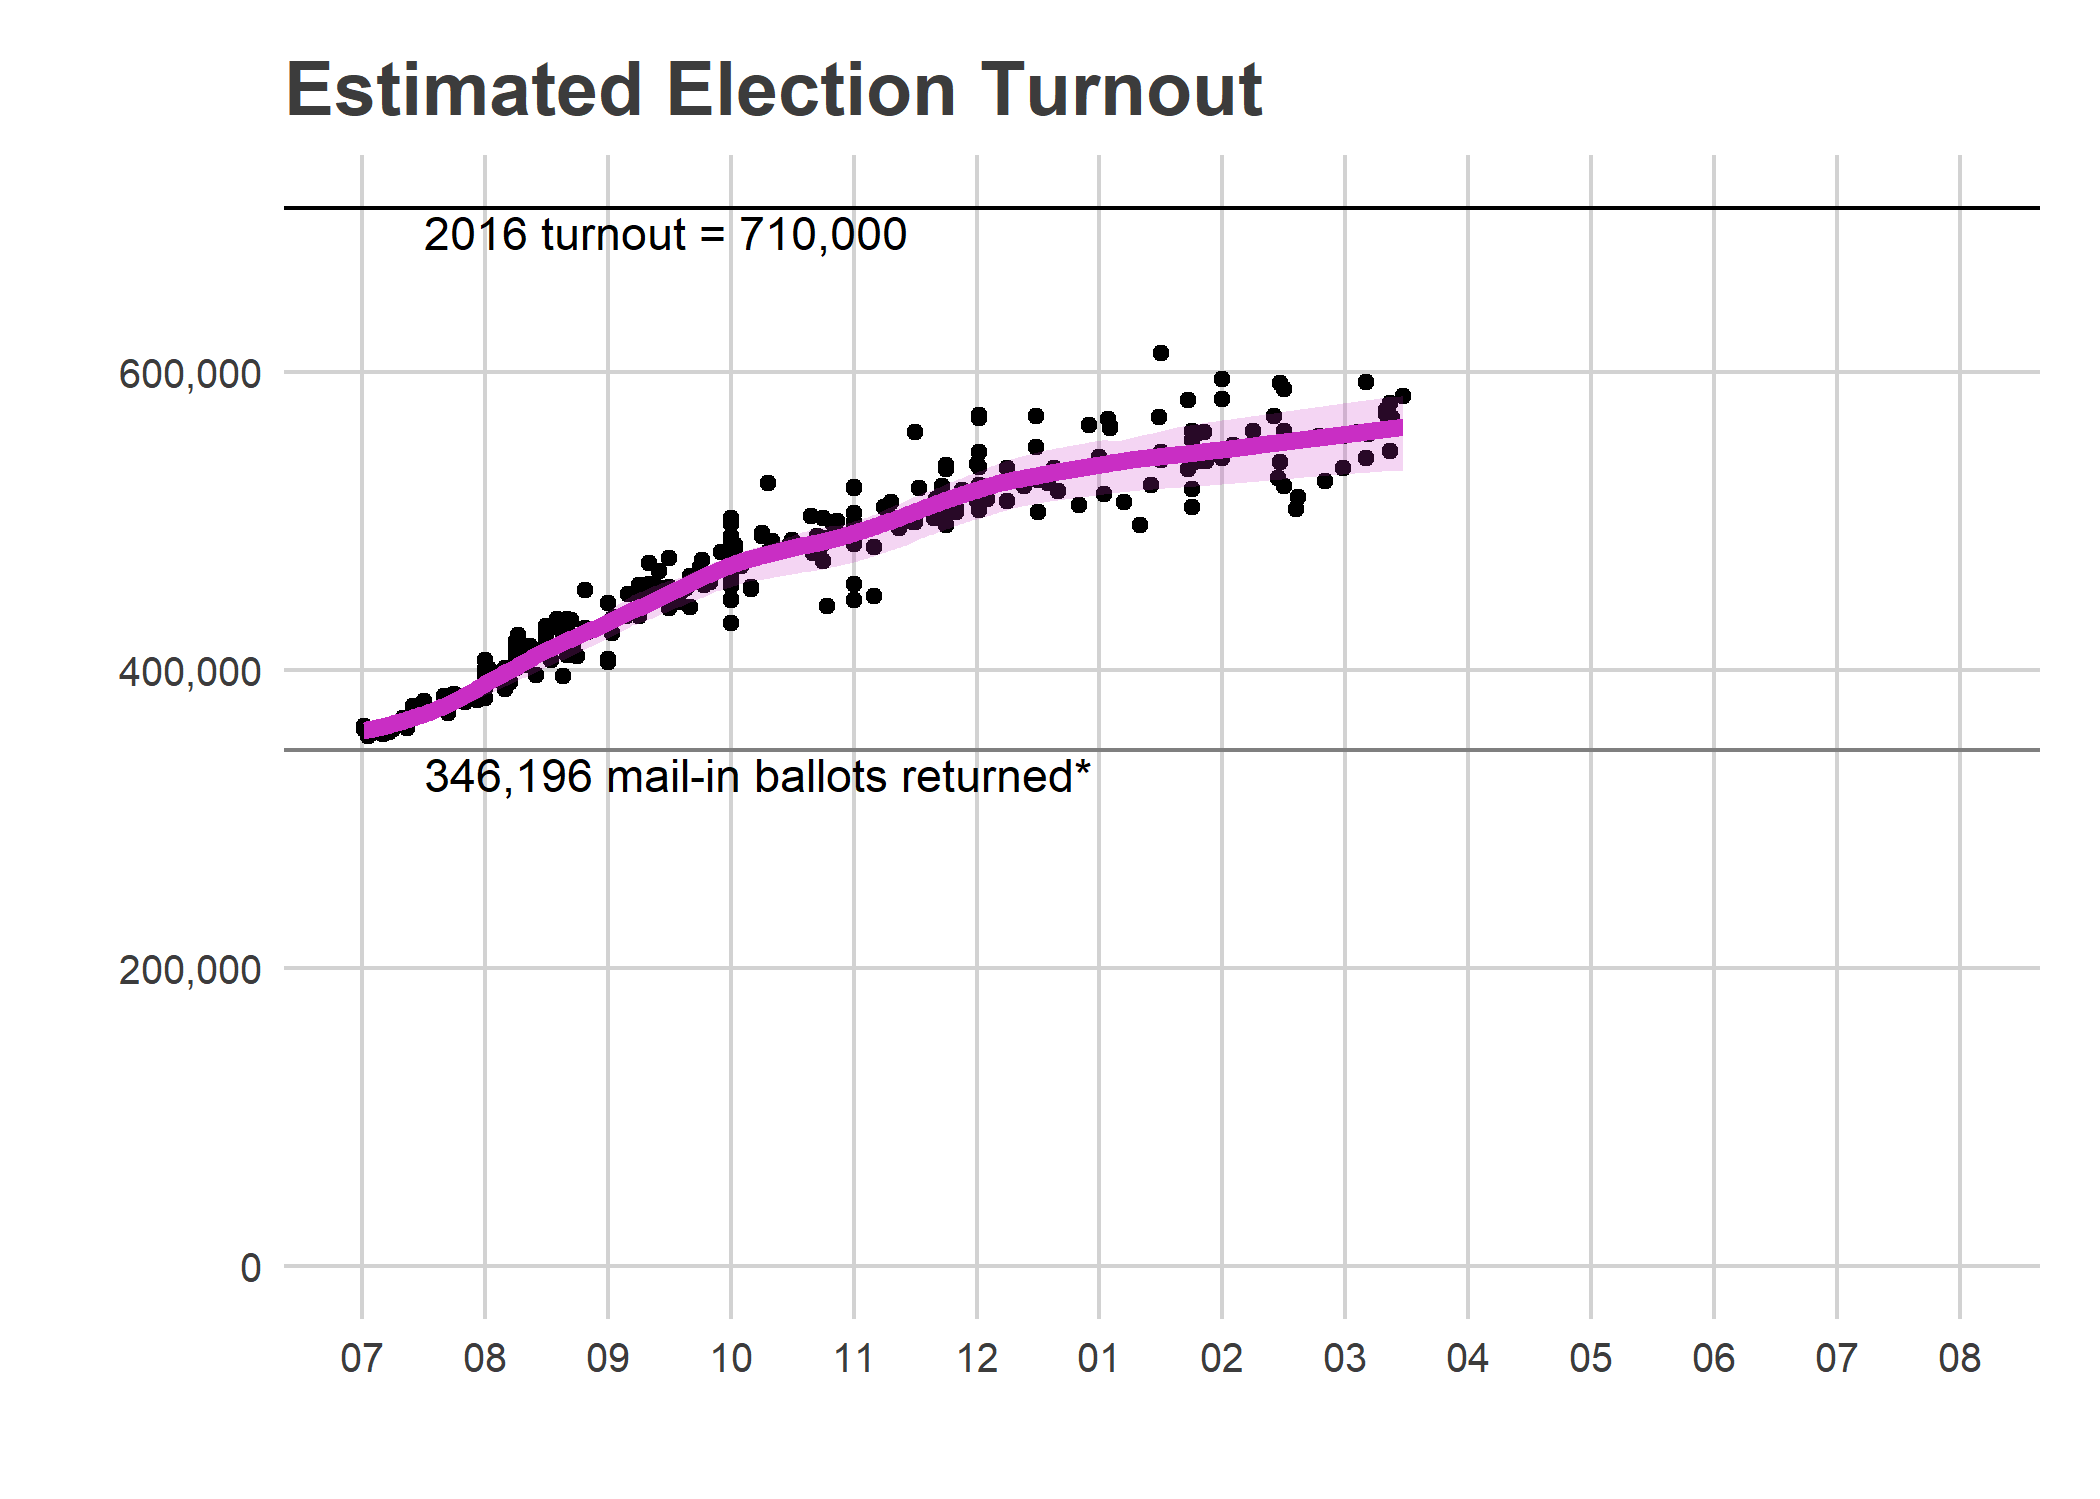 Estimated Election Turnout
2016 turnout = 710,000
600,000
400,000
346,196 mail-in ballots returned*
200,000
0
07 08 09 10 11 12 01 02 03 04 05 06 07 08